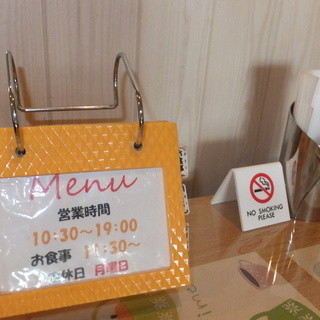 Menu
営業時間
10:30～19:00
お食事 11:30～
休日 月曜日
NO SMOKING
PLEASE